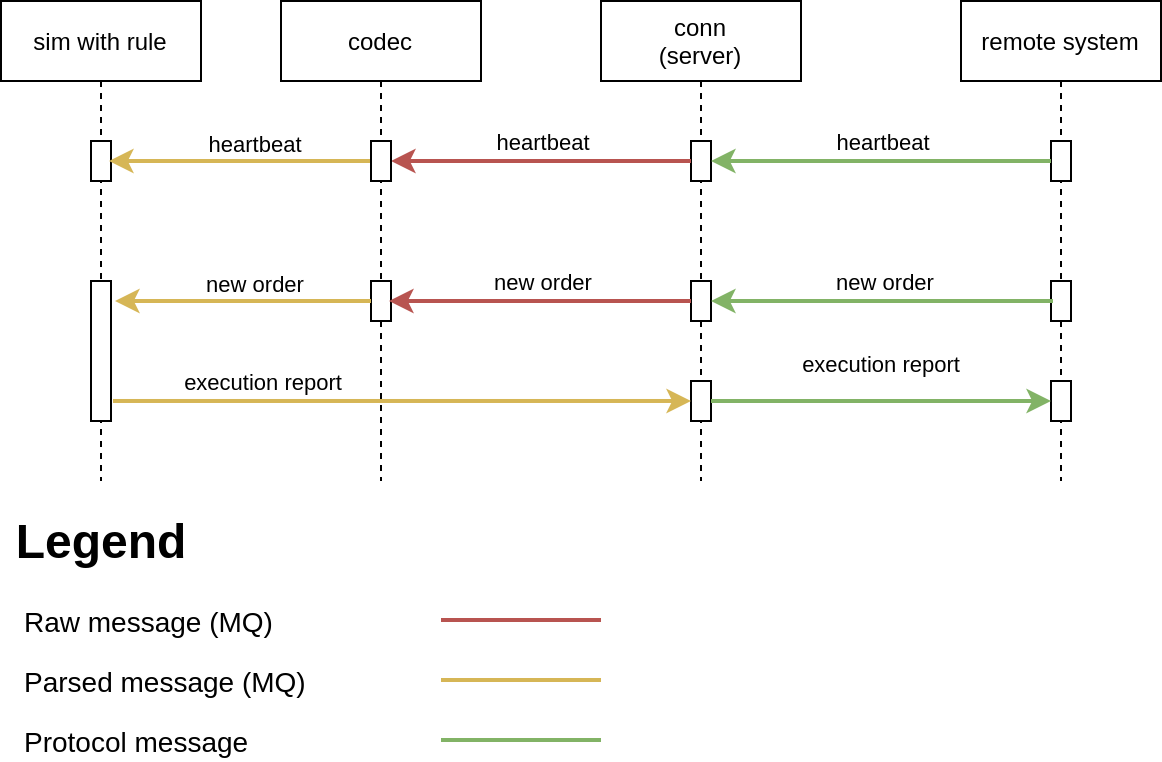 sim with rule
codec
conn
(server)
remote system
heartbeat
heartbeat
heartbeat
new order
new order
new order
execution report
execution report
Legend
Raw message (MQ)
Parsed message (MQ)
Protocol message